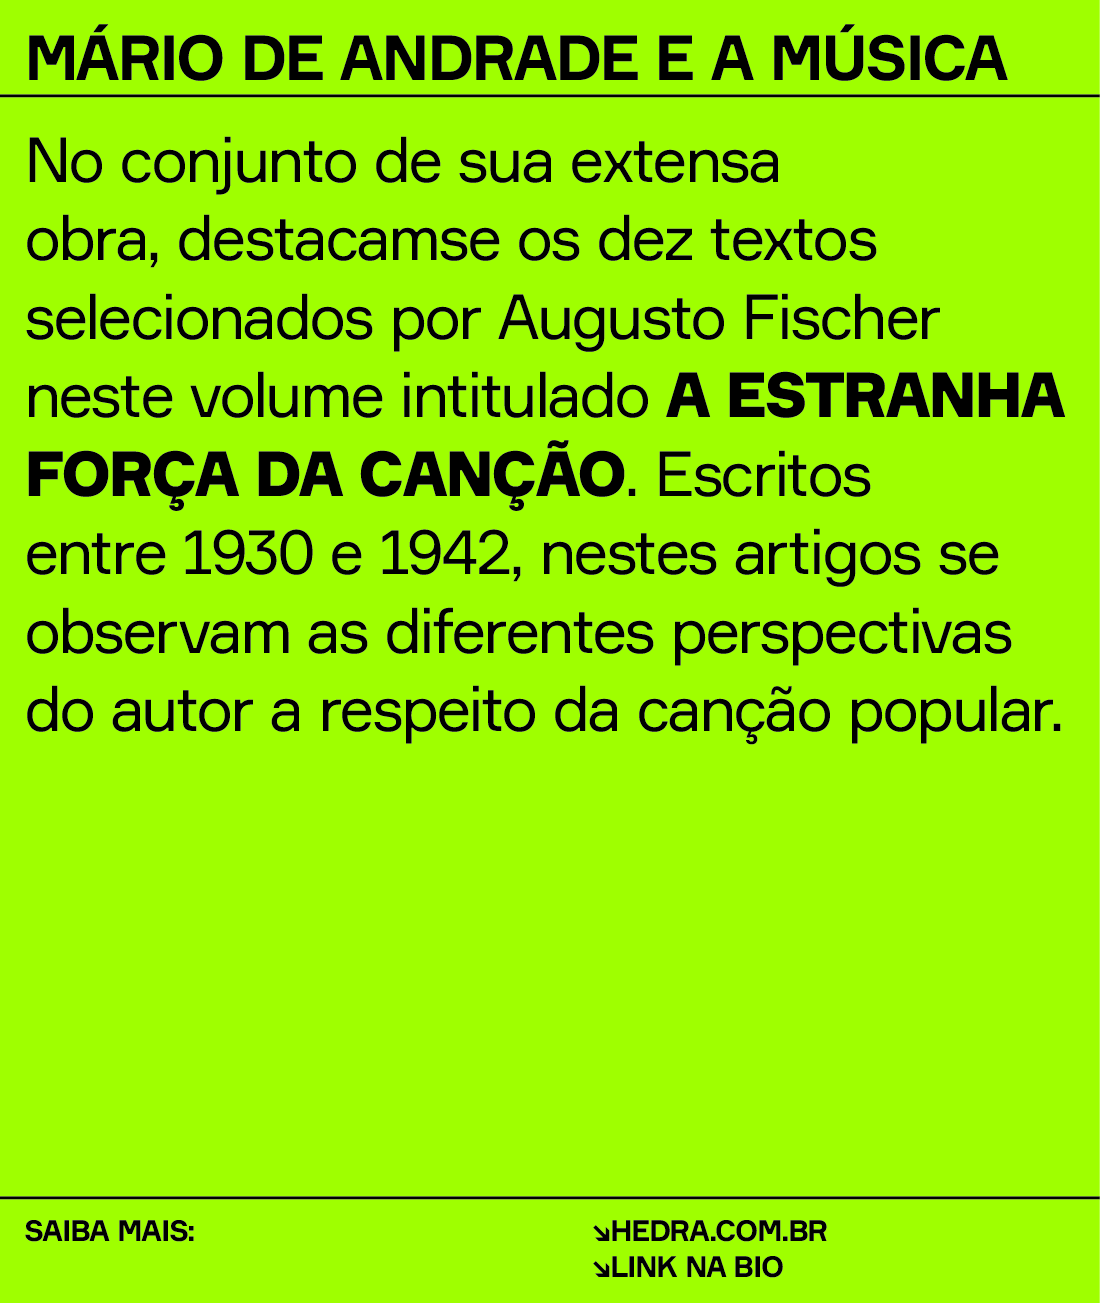 MÁRIO DE ANDRADE E A MÚSICA
No conjunto de sua extensa
obra, destacamse os dez textos
selecionados por Augusto Fischer
neste volume intitulado A ESTRANHA
FORÇA DA CANÇÃO. Escritos
entre 1930 e 1942, nestes artigos se
observam as diferentes perspectivas
do autor a respeito da canção popular.
SAIBA MAIS:
↘HEDRA.COM.BR
↘LINK NA BIO